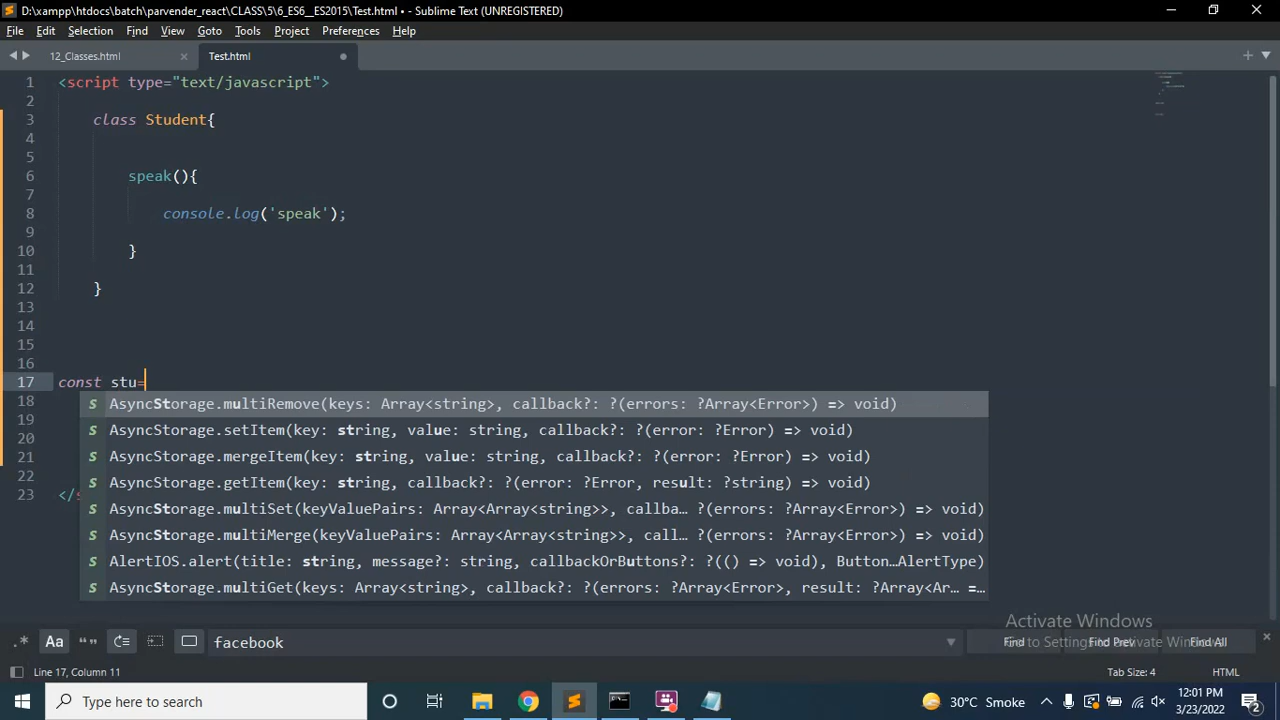 D:\xampp\htdocs\batch\parvender_react\CLASS\5\6_ES6__ES2015\Test.html • - Sublime Text (UNREGISTERED)
File Edit Selection Find View Goto Tools Project Preferences Help
12_Classes.html Test.html
1 <script type="text/javascript">
2
3 class Student{
4
5
6 speak(){
7
8 console.log('speak');
9
10 }
11
12 }
13
14
15
16
17 const stu=
S AsyncStorage.multiRemove(keys: Array<string>, callback?: ?(errors: ?Array<Error>) => void)
18
S AsyncStorage.setItem(key: string, value: string, callback?: ?(error: ?Error) => void)
19
20
S AsyncStorage.mergeItem(key: string, value: string, callback?: ?(error: ?Error) => void)
21
22
S AsyncStorage.getItem(key: string, callback?: ?(error: ?Error, result: ?string) => void)
23 </s
S AsyncStorage.multiSet(keyValuePairs: Array<Array<string>>, callba… ?(errors: ?Array<Error>) => void)
S AsyncStorage.multiMerge(keyValuePairs: Array<Array<string>>, call… ?(errors: ?Array<Error>) => void)
S AlertIOS.alert(title: string, message?: string, callbackOrButtons?: ?(() => void), Button…AlertType)
S AsyncStorage.multiGet(keys: Array<string>, callback?: ?(errors: ?Array<Error>, result: ?Array<Ar… =…
Activate Windows
Go to Settings to activate Windows.
.* Aa “” facebook Find Find Prev Find All
Line 17, Column 11 Tab Size: 4 HTML
Type here to search 30°C Smoke 12:01 PM
3/23/2022
2